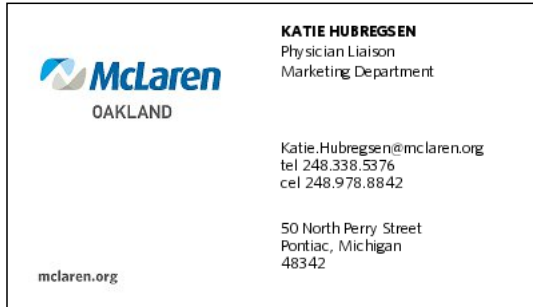 McLaren
OAKLAND
mclaren.org
KATIE HUBREGSEN
Physician Liaison
Marketing Department
Katie.Hubregsen@mclaren.org
tel 248.338.5376
cel 248.978.8842
50 North Perry Street
Pontiac, Michigan
48342